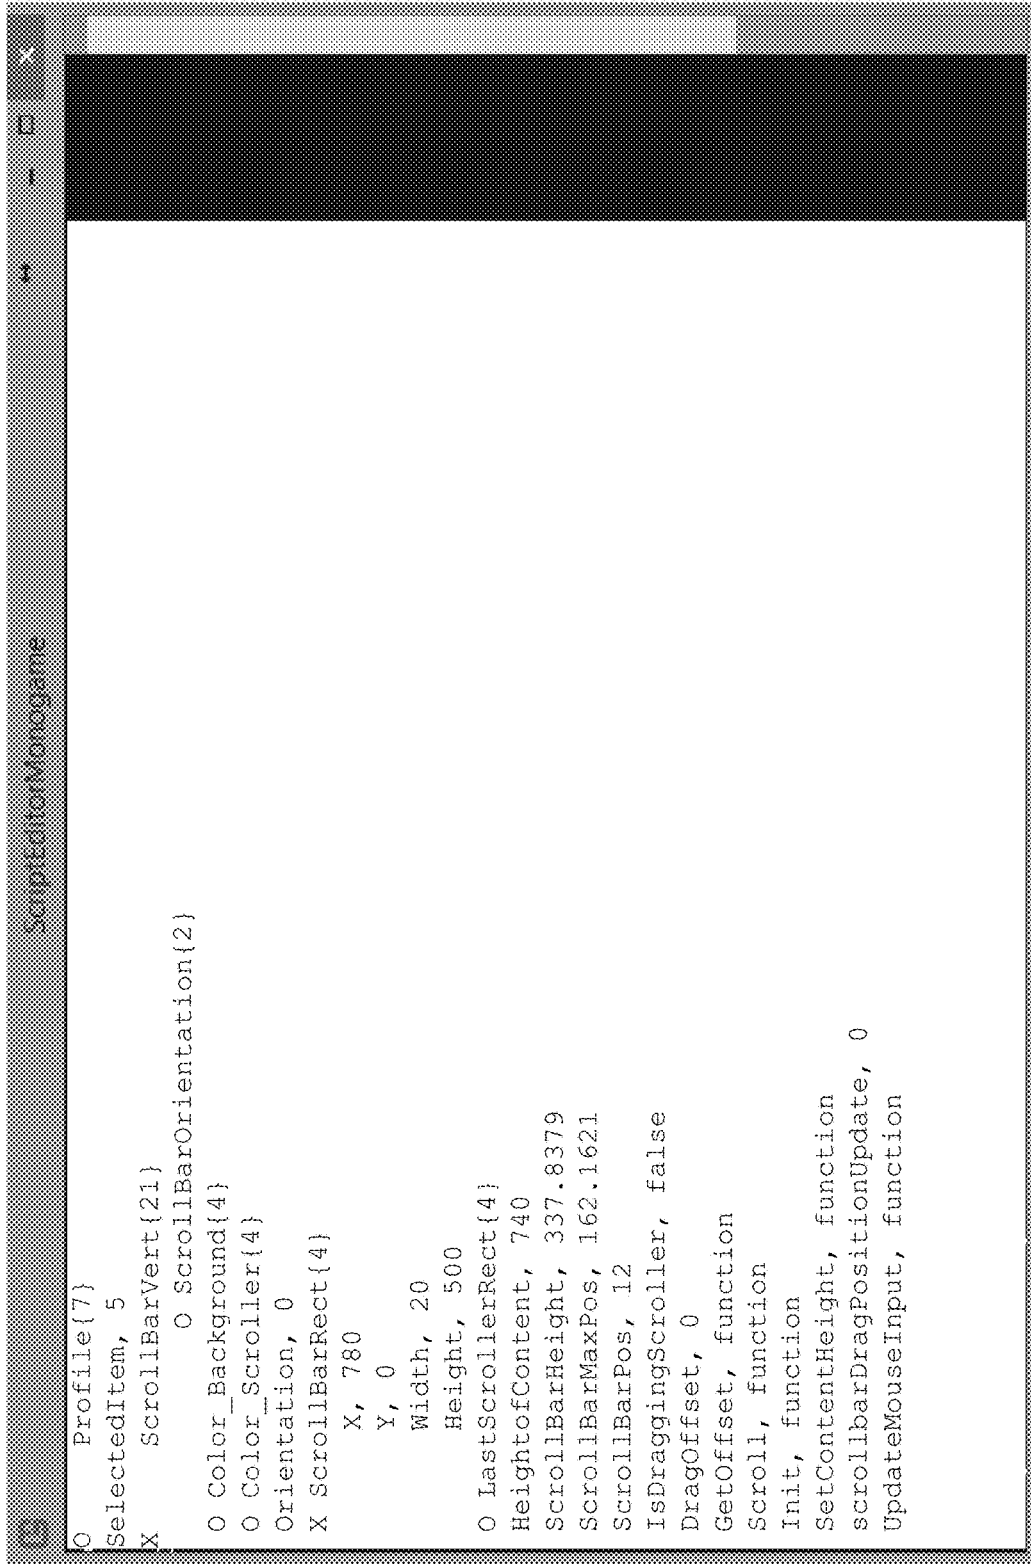 ScriptEditorMonogame
O Profile{7}
SelectedItem, 5
X ScrollBarVert{21}
O ScrollBarOrientation{2}
O Color_Background{4}
O Color_Scroller{4}
Orientation, 0
X ScrollBarRect{4}
X, 780
Y, 0
Width, 20
Height, 500
O LastScrollerRect{4}
HeightofContent, 740
ScrollBarHeight, 337.8379
ScrollBarMaxPos, 162.1621
ScrollBarPos, 12
IsDraggingScroller, false
DragOffset, 0
GetOffset, function
Scroll, function
Init, function
SetContentHeight, function
scrollbarDragPositionUpdate, 0
UpdateMouseInput, function